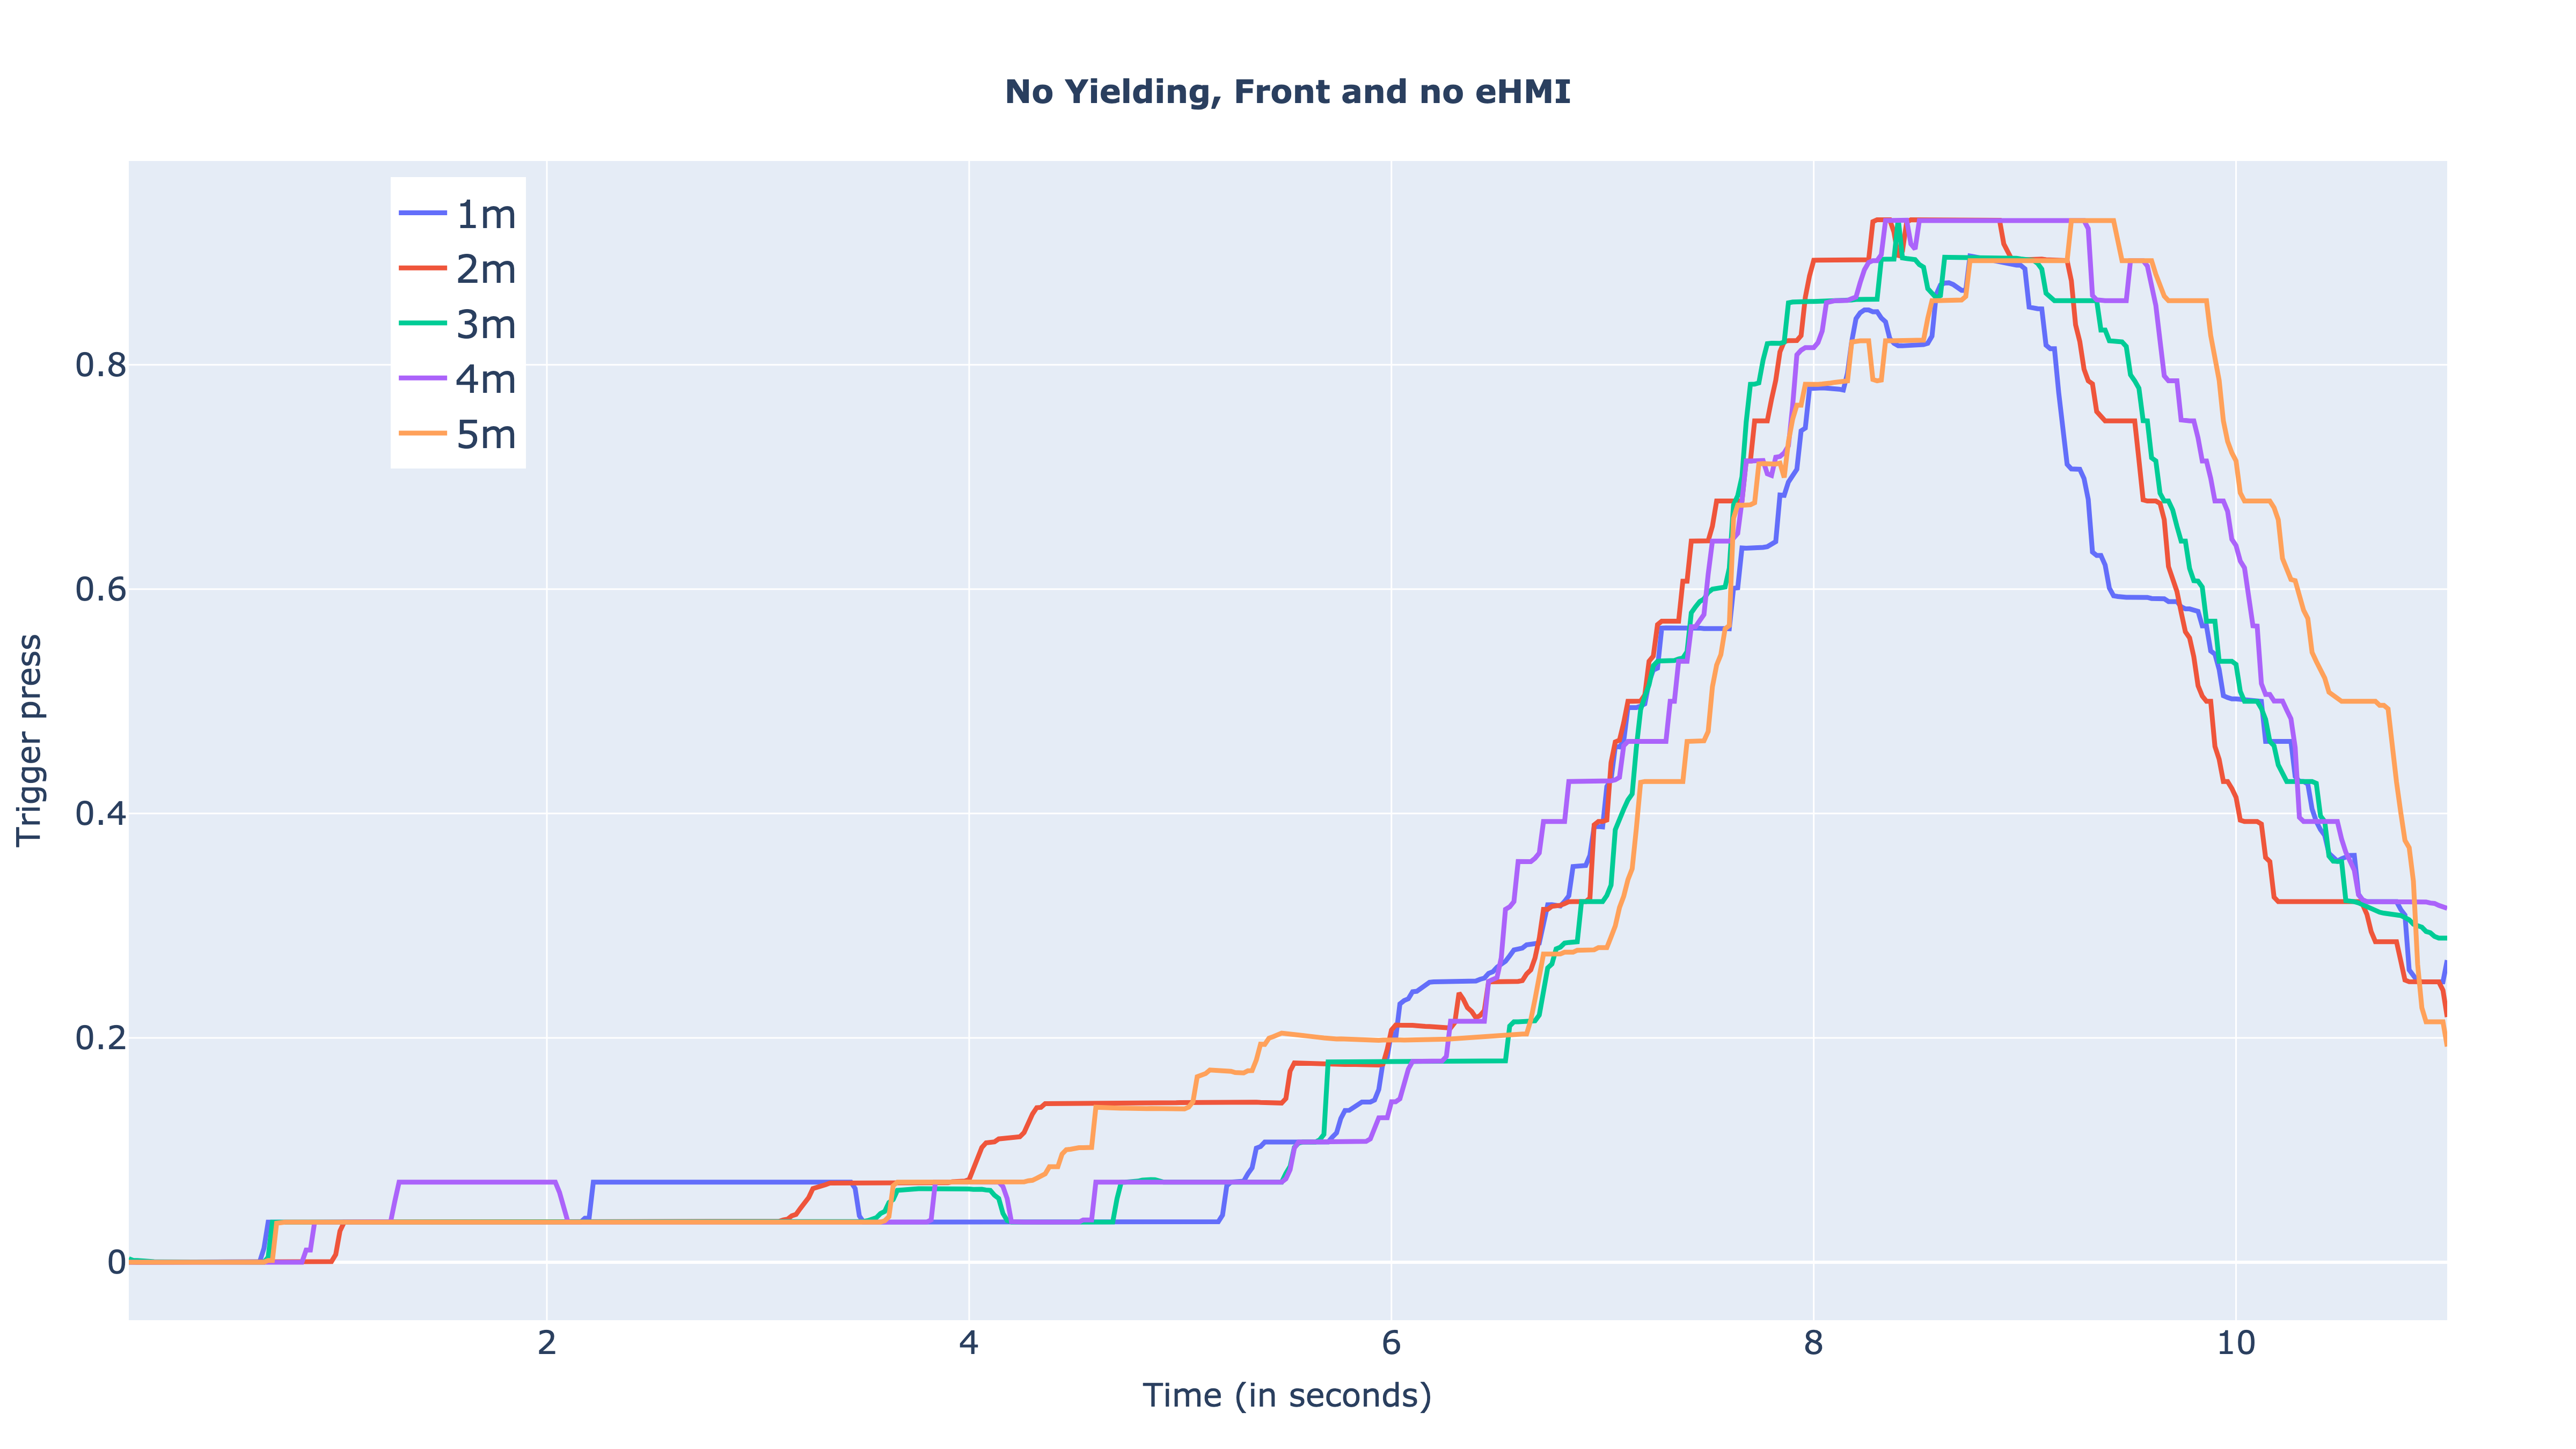 No Yielding, Front and no eHMI
1m
2m
3m
4m
5m
Trigger press
0.8
0.6
0.4
0.2
0
2
4
6
8
10
Time (in seconds)